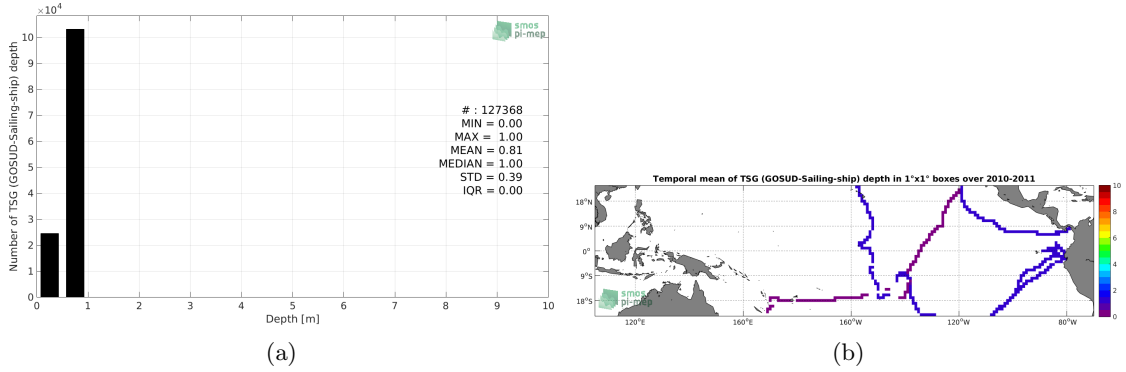 ×10⁴
10
9
8
7
6
5
4
3
2
1
0
Number of TSG (GOSUD-Sailing-ship) depth
smos
pi-mep
# : 127368
MIN = 0.00
MAX = 1.00
MEAN = 0.81
MEDIAN = 1.00
STD = 0.39
IQR = 0.00
0 1 2 3 4 5 6 7 8 9 10
Depth [m]
(a)
Temporal mean of TSG (GOSUD-Sailing-ship) depth in 1°x1° boxes over 2010-2011
18°N
9°N
0°
9°S
18°S
smos
pi-mep
120°E 160°E 160°W 120°W 80°W
10
8
6
4
2
0
(b)